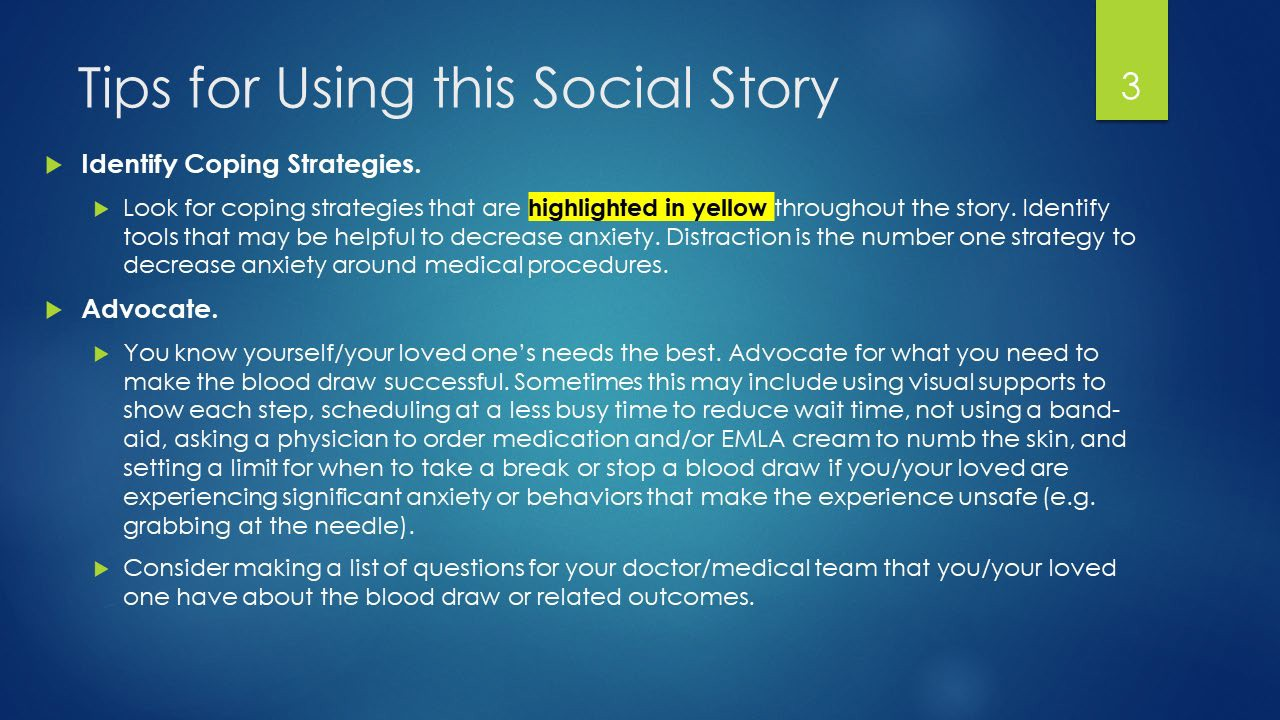 Tips for Using this Social Story
3
Identify Coping Strategies.
Look for coping strategies that are highlighted in yellow throughout the story. Identify
tools that may be helpful to decrease anxiety. Distraction is the number one strategy to
decrease anxiety around medical procedures.
Advocate.
You know yourself/your loved one’s needs the best. Advocate for what you need to
make the blood draw successful. Sometimes this may include using visual supports to
show each step, scheduling at a less busy time to reduce wait time, not using a band-
aid, asking a physician to order medication and/or EMLA cream to numb the skin, and
setting a limit for when to take a break or stop a blood draw if you/your loved are
experiencing significant anxiety or behaviors that make the experience unsafe (e.g.
grabbing at the needle).
Consider making a list of questions for your doctor/medical team that you/your loved
one have about the blood draw or related outcomes.